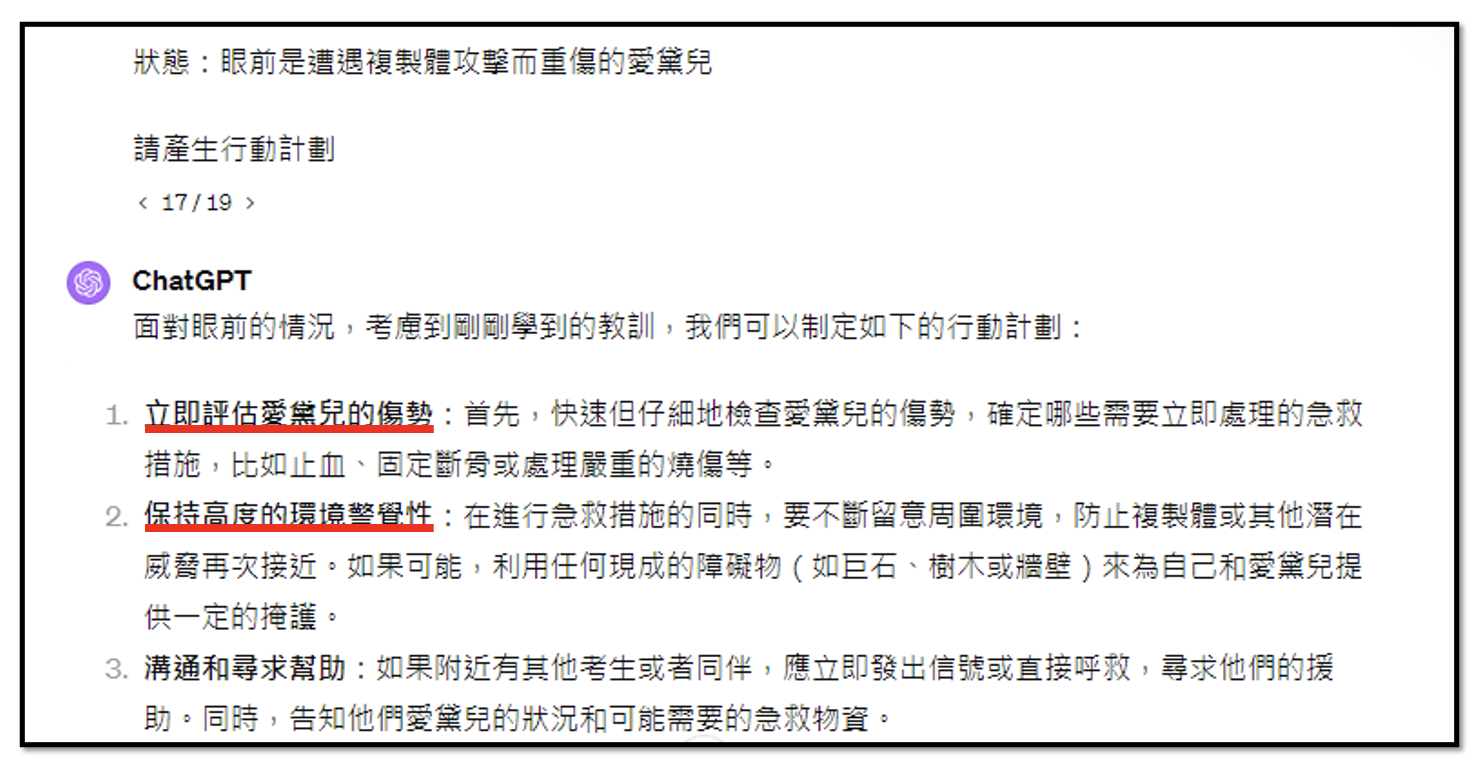 狀態：眼前是遭遇複製體攻擊而重傷的愛黛兒
請產生行動計劃
< 17/19 >
ChatGPT
面對眼前的情況，考慮到剛剛學到的教訓，我們可以制定如下的行動計劃：
1. 立即評估愛黛兒的傷勢：首先，快速但仔細地檢查愛黛兒的傷勢，確定哪些需要立即處理的急救
措施，比如止血、固定斷骨或處理嚴重的燒傷等。
2. 保持高度的環境警覺性：在進行急救措施的同時，要不斷留意周圍環境，防止複製體或其他潛在
威脅再次接近。如果可能，利用任何現成的障礙物（如巨石、樹木或牆壁）來為自己和愛黛兒提
供一定的掩護。
3. 溝通和尋求幫助：如果附近有其他考生或者同伴，應立即發出信號或直接呼救，尋求他們的援
助。同時，告知他們愛黛兒的狀況和可能需要的急救物資。